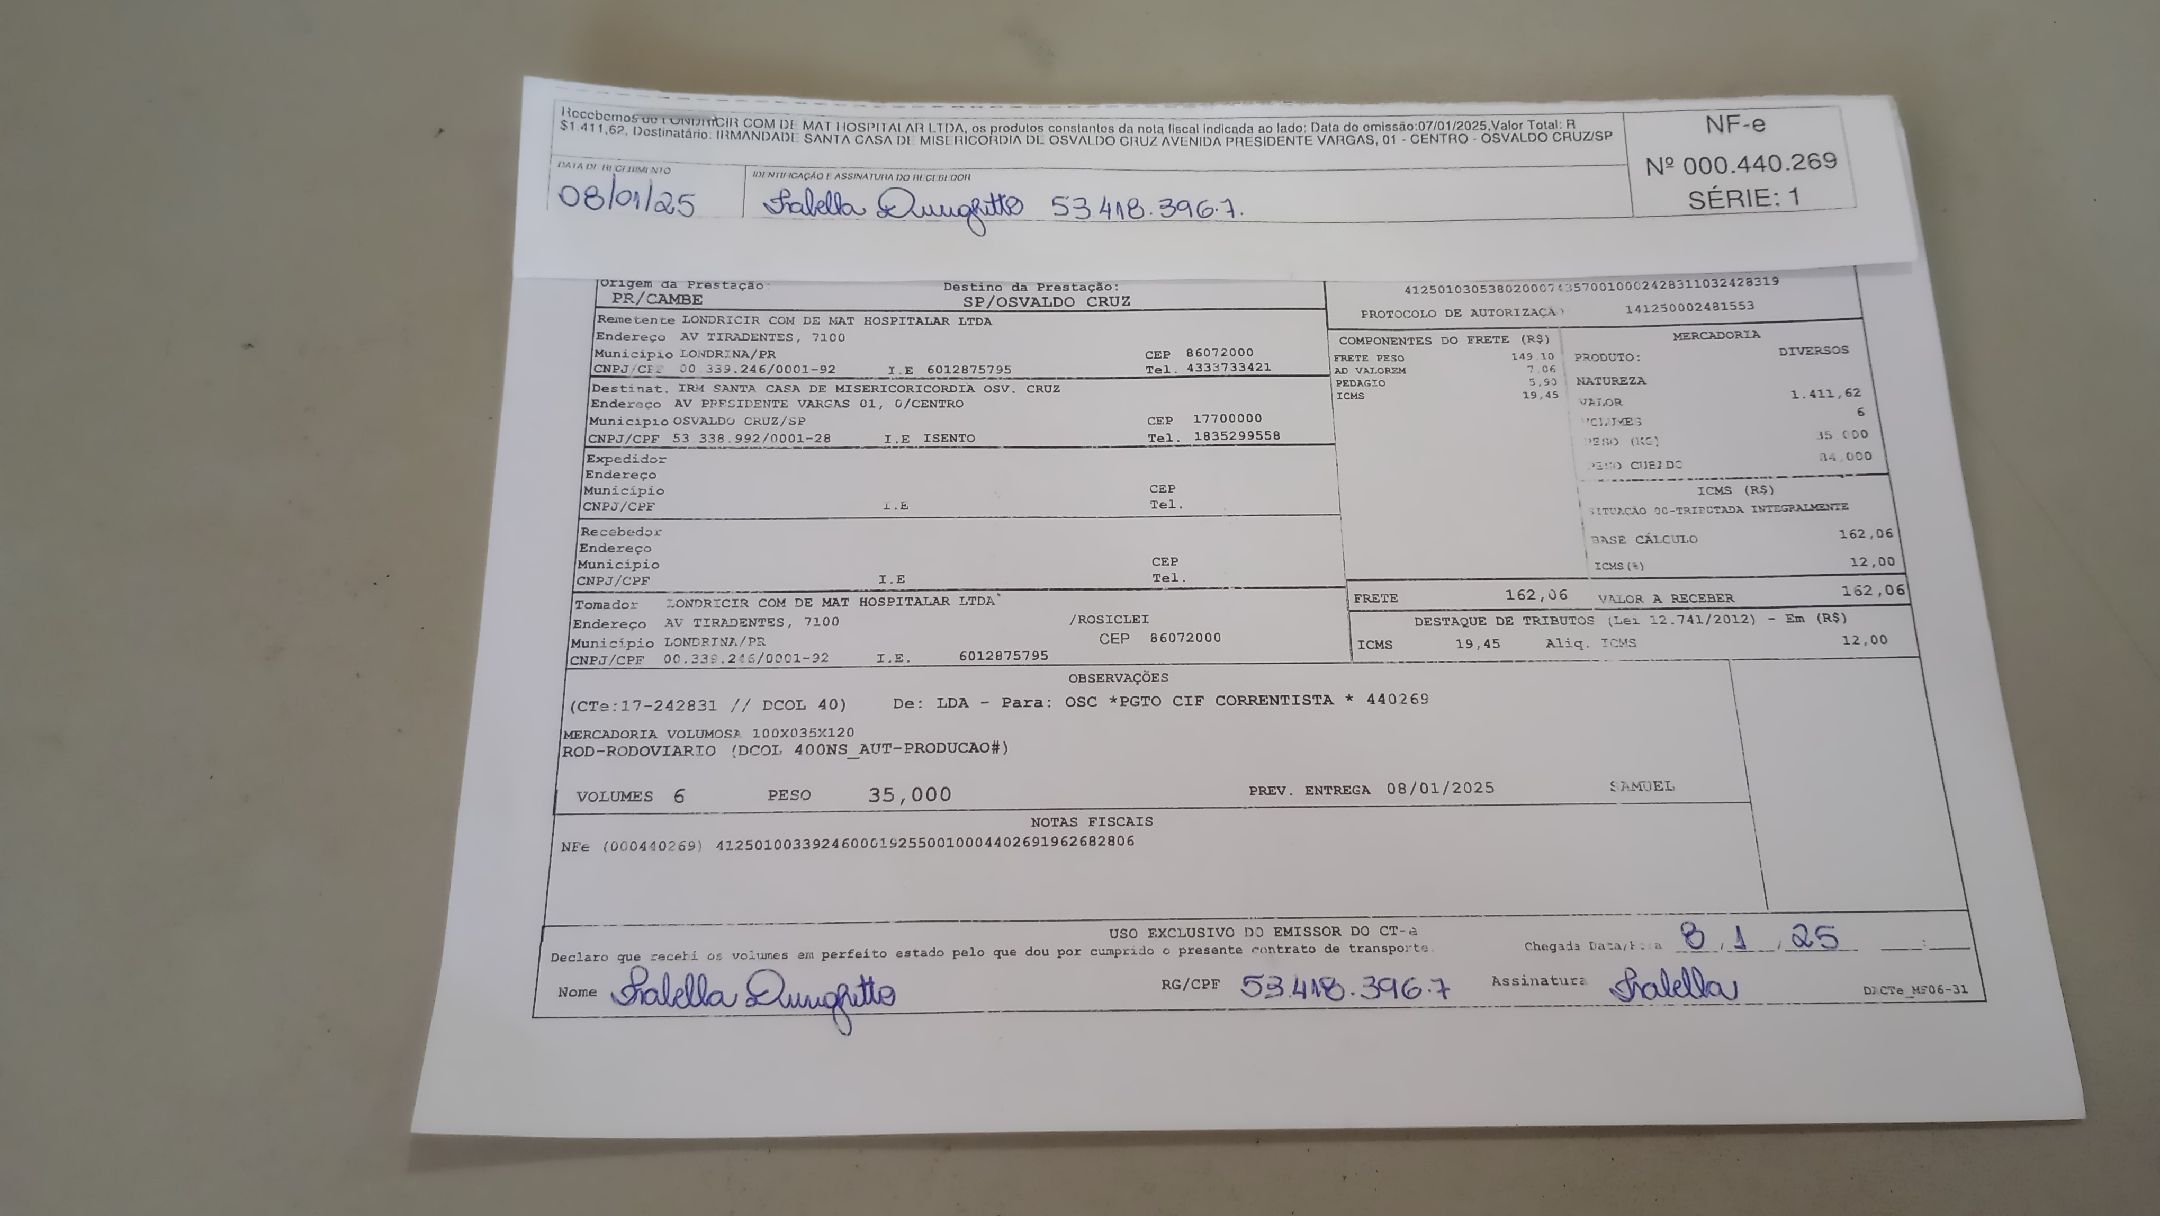 Recebemos de LONDRICIR COM DE MAT HOSPITALAR LTDA, os produtos constantes da nota fiscal indicada ao lado; Data de emissão:07/01/2025,Valor Total: R
$1.411,62, Destinatário: IRMANDADE SANTA CASA DE MISERICORDIA DE OSVALDO CRUZ AVENIDA PRESIDENTE VARGAS, 01 - CENTRO - OSVALDO CRUZ/SP
NF-e
Nº 000.440.269
SÉRIE: 1
DATA DE RECEBIMENTO
08/01/25
IDENTIFICAÇÃO E ASSINATURA DO RECEBEDOR
Isabella 53418.396.7.
Origem da Prestação:
PR/CAMBE
Destino da Prestação:
SP/OSVALDO CRUZ
PROTOCOLO DE AUTORIZAÇÃO
141250002481553
Remetente LONDRICIR COM DE MAT HOSPITALAR LTDA
Endereço AV TIRADENTES, 7100
Município LONDRINA/PR CEP 86072000
CNPJ/CPF 00.339.246/0001-92 I.E 6012875795 Tel. 4333733421
Destinat. IRM SANTA CASA DE MISERICORICORDIA OSV. CRUZ
Endereço AV PRESIDENTE VARGAS 01, 0/CENTRO
Município OSVALDO CRUZ/SP CEP 17700000
CNPJ/CPF 53 338.992/0001-28 I.E ISENTO Tel. 1835299558
Expedidor
Endereço
Município CEP
CNPJ/CPF I.E Tel.
Recebedor
Endereço
Município CEP
CNPJ/CPF I.E Tel.
Tomador LONDRICIR COM DE MAT HOSPITALAR LTDA
Endereço AV TIRADENTES, 7100 /ROSICLEI
Município LONDRINA/PR CEP 86072000
CNPJ/CPF 00.339.246/0001-92 I.E. 6012875795
COMPONENTES DO FRETE (R$)
FRETE PESO 149,10
AD VALOREM 7,06
PEDAGIO 5,90
ICMS 19,45
MERCADORIA
PRODUTO: DIVERSOS
NATUREZA
VALOR 1.411,62
VOLUMES 6
PESO (KG) 35,000
PESO CUBADO 84,000
ICMS (R$)
SITUAÇÃO 00-TRIBUTADA INTEGRALMENTE
BASE CÁLCULO 162,06
ICMS(%) 12,00
FRETE 162,06 VALOR A RECEBER 162,06
DESTAQUE DE TRIBUTOS (Lei 12.741/2012) - Em (R$)
ICMS 19,45 Aliq. ICMS 12,00
OBSERVAÇÕES
(CTe:17-242831 // DCOL 40) De: LDA - Para: OSC *PGTO CIF CORRENTISTA * 440269
MERCADORIA VOLUMOSA 100X035X120
ROD-RODOVIARIO (DCOL 400NS_AUT-PRODUCAO#)
VOLUMES 6 PESO 35,000 PREV. ENTREGA 08/01/2025 SAMUEL
NOTAS FISCAIS
NFe (000440269) 41250100339246000192550010004402691962682806
USO EXCLUSIVO DO EMISSOR DO CT-e
Declaro que recebi os volumes em perfeito estado pelo que dou por cumprido o presente contrato de transporte.
Chegada Data/Hora 8/1/25 __:__
Nome Isabella RG/CPF 53.418.396.7 Assinatura Isabella
DACTe_MF06-31